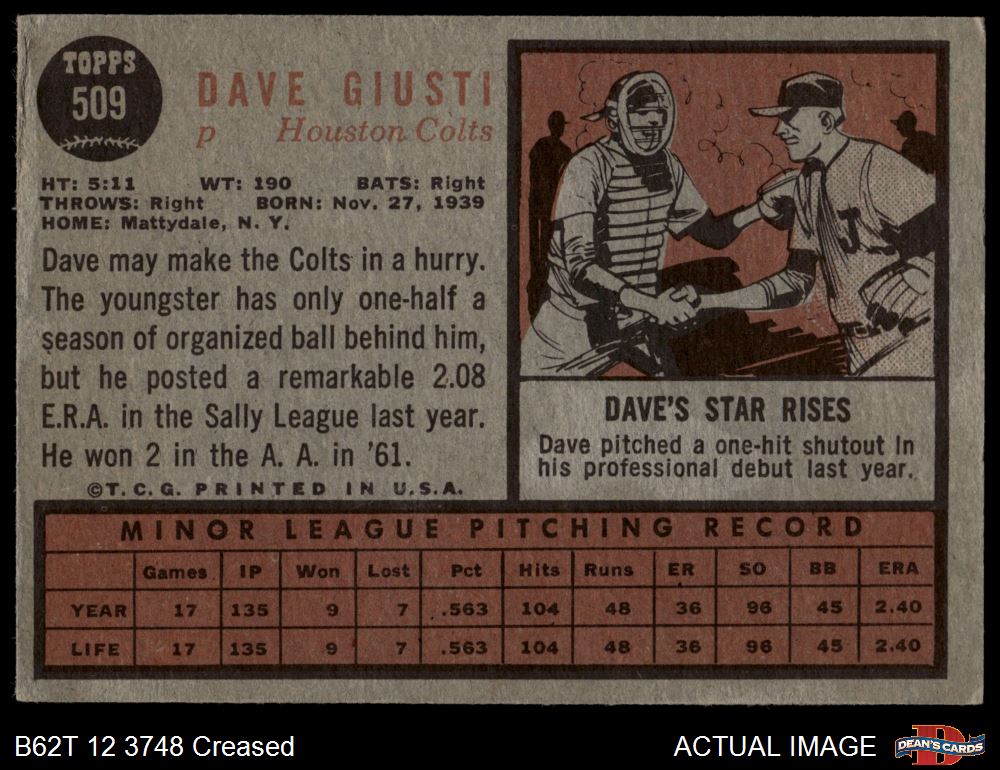 TOPPS
509
DAVE GIUSTI
p Houston Colts
HT: 5:11 WT: 190 BATS: Right
THROWS: Right BORN: Nov. 27, 1939
HOME: Mattydale, N. Y.
Dave may make the Colts in a hurry.
The youngster has only one-half a
season of organized ball behind him,
but he posted a remarkable 2.08
E.R.A. in the Sally League last year.
He won 2 in the A. A. in '61.
©T. C. G. PRINTED IN U.S.A.
J
DAVE'S STAR RISES
Dave pitched a one-hit shutout in
his professional debut last year.
MINOR LEAGUE PITCHING RECORD
Games IP Won Lost Pct Hits Runs ER SO BB ERA
YEAR 17 135 9 7 .563 104 48 36 96 45 2.40
LIFE 17 135 9 7 .563 104 48 36 96 45 2.40
B62T 12 3748 Creased
ACTUAL IMAGE
D
DEAN'S CARDS